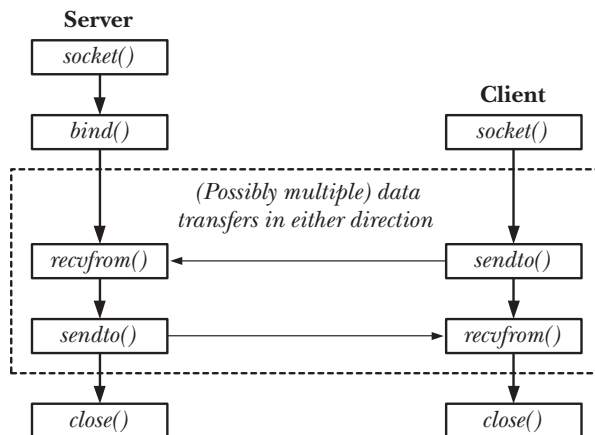 Server
socket()
Client
bind()
socket()
(Possibly multiple) data
transfers in either direction
recvfrom()
sendto()
sendto()
recvfrom()
close()
close()